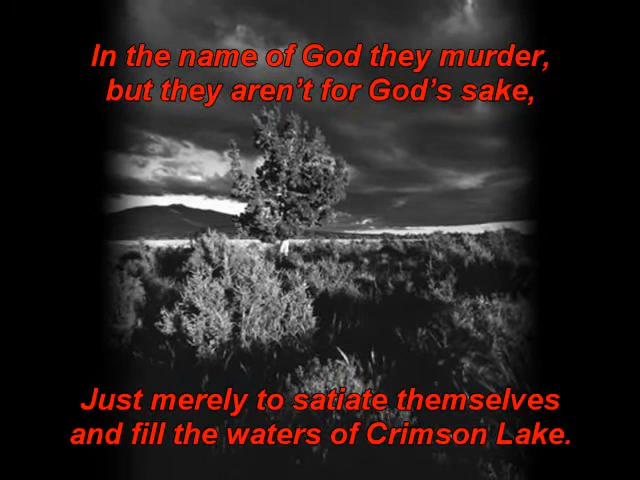 In the name of God they murder,
but they aren’t for God’s sake,
Just merely to satiate themselves
and fill the waters of Crimson Lake.